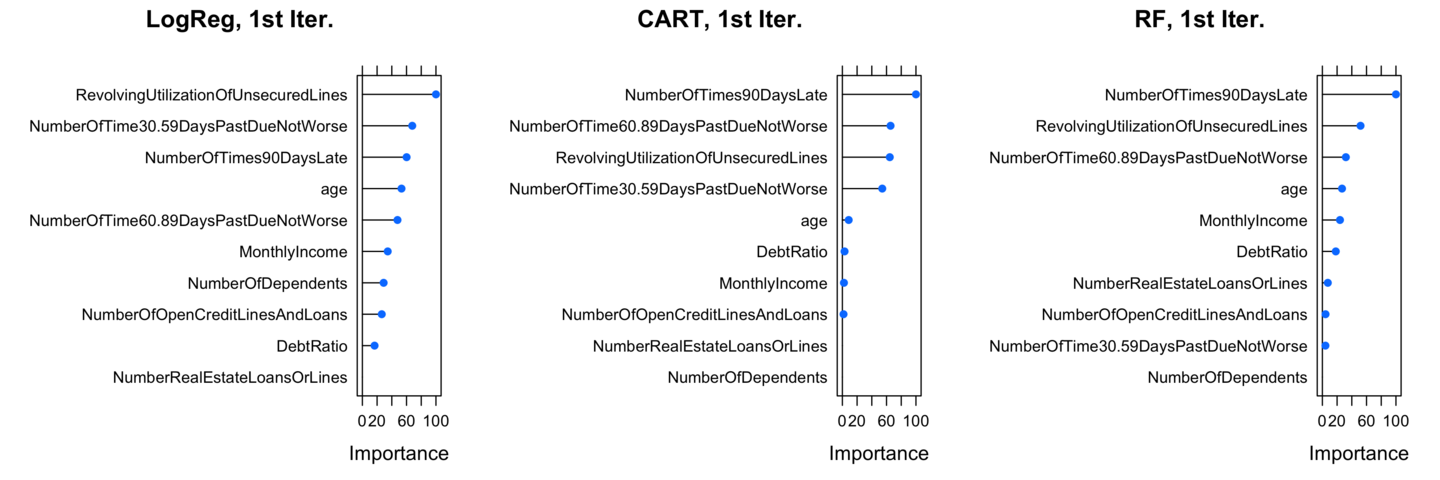 LogReg, 1st Iter.
RevolvingUtilizationOfUnsecuredLines
NumberOfTime30.59DaysPastDueNotWorse
NumberOfTimes90DaysLate
age
NumberOfTime60.89DaysPastDueNotWorse
MonthlyIncome
NumberOfDependents
NumberOfOpenCreditLinesAndLoans
DebtRatio
NumberRealEstateLoansOrLines
0 20 60 100
Importance
CART, 1st Iter.
NumberOfTimes90DaysLate
NumberOfTime60.89DaysPastDueNotWorse
RevolvingUtilizationOfUnsecuredLines
NumberOfTime30.59DaysPastDueNotWorse
age
DebtRatio
MonthlyIncome
NumberOfOpenCreditLinesAndLoans
NumberRealEstateLoansOrLines
NumberOfDependents
0 20 60 100
Importance
RF, 1st Iter.
NumberOfTimes90DaysLate
RevolvingUtilizationOfUnsecuredLines
NumberOfTime60.89DaysPastDueNotWorse
age
MonthlyIncome
DebtRatio
NumberRealEstateLoansOrLines
NumberOfOpenCreditLinesAndLoans
NumberOfTime30.59DaysPastDueNotWorse
NumberOfDependents
0 20 60 100
Importance